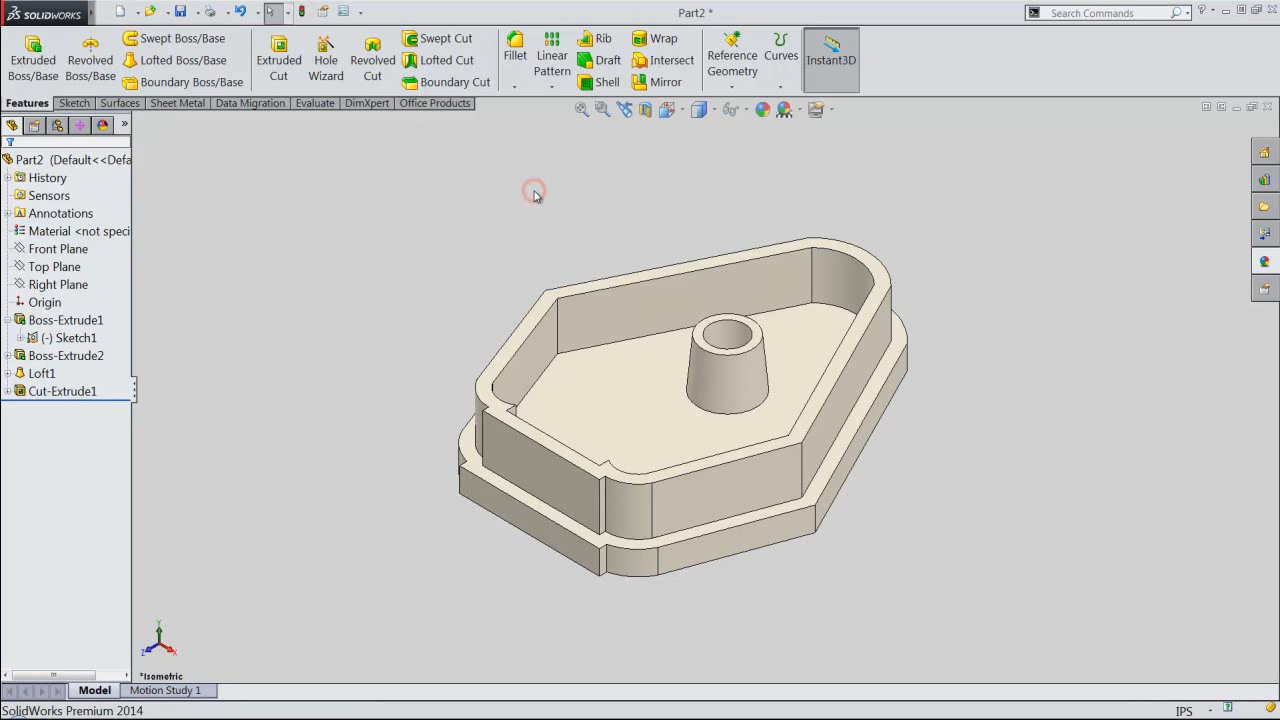 SOLIDWORKS
Part2 *
Search Commands
Extruded Boss/Base
Revolved Boss/Base
Swept Boss/Base
Lofted Boss/Base
Boundary Boss/Base
Extruded Cut
Hole Wizard
Revolved Cut
Swept Cut
Lofted Cut
Boundary Cut
Fillet
Linear Pattern
Rib
Draft
Shell
Wrap
Intersect
Mirror
Reference Geometry
Curves
Instant3D
Features
Sketch
Surfaces
Sheet Metal
Data Migration
Evaluate
DimXpert
Office Products
Part2 (Default<<Defa
History
Sensors
Annotations
Material <not speci
Front Plane
Top Plane
Right Plane
Origin
Boss-Extrude1
(-) Sketch1
Boss-Extrude2
Loft1
Cut-Extrude1
Y
Z
X
*Isometric
Model
Motion Study 1
SolidWorks Premium 2014
IPS